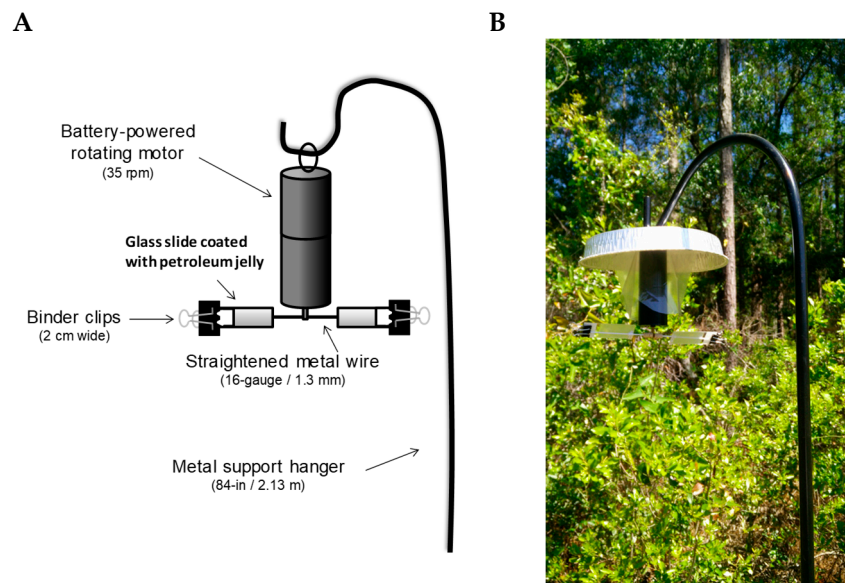 A
B
Battery-powered
rotating motor
(35 rpm)
Glass slide coated
with petroleum jelly
Binder clips
(2 cm wide)
Straightened metal wire
(16-gauge / 1.3 mm)
Metal support hanger
(84-in / 2.13 m)